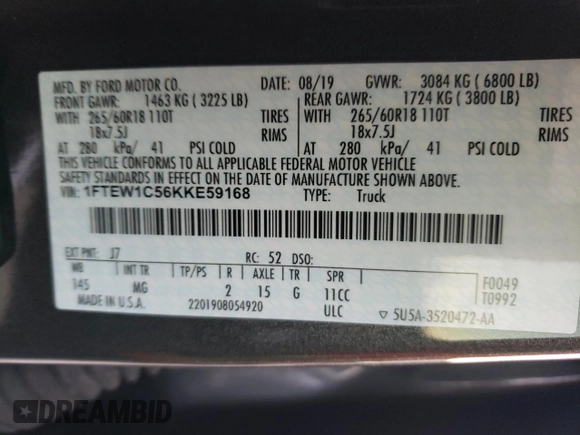 MFD. BY FORD MOTOR CO.
DATE: 08/19 GVWR: 3084 KG ( 6800 LB)
FRONT GAWR: 1463 KG ( 3225 LB) REAR GAWR: 1724 KG ( 3800 LB)
WITH 265/60R18 110T TIRES WITH 265/60R18 110T TIRES
18x7.5J RIMS 18x7.5J RIMS
AT 280 kPa/ 41 PSI COLD AT 280 kPa/ 41 PSI COLD
THIS VEHICLE CONFORMS TO ALL APPLICABLE FEDERAL MOTOR VEHICLE
SAFETY STANDARDS IN EFFECT ON THE DATE OF MANUFACTURE SHOWN ABOVE.
VIN: 1FTEW1C56KKE59168 TYPE: Truck
EXT PNT: J7 RC: 52 DSO:
WB INT TR TP/PS R AXLE TR SPR
145 MG 2 15 G 11CC
ULC
F0049
T0992
MADE IN U.S.A. 2201908054920
▽ 5U5A-3520472-AA
DREAMBID